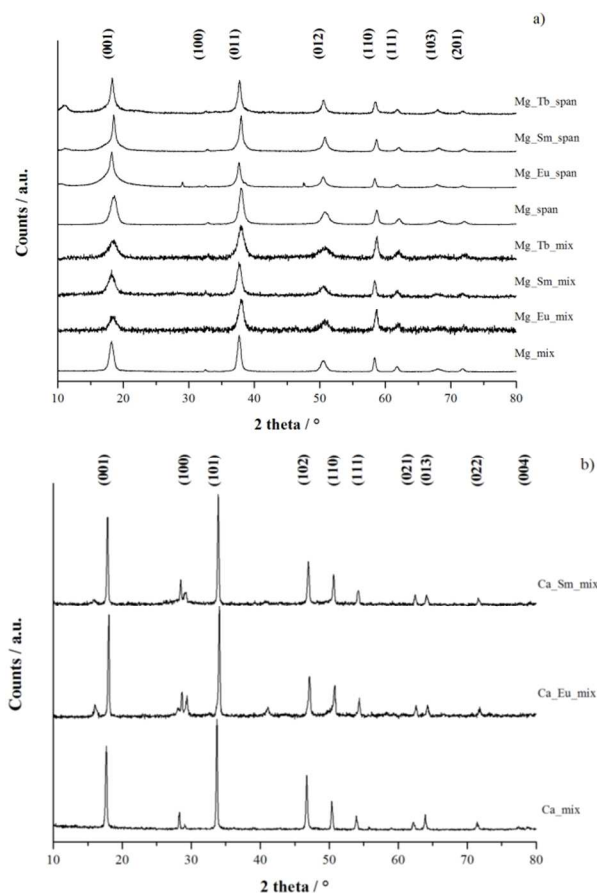 a)
(001) (100) (011) (012) (110) (111) (103) (201)
Mg_Tb_span
Mg_Sm_span
Mg_Eu_span
Mg_span
Mg_Tb_mix
Mg_Sm_mix
Mg_Eu_mix
Mg_mix
Counts / a.u.
10 20 30 40 50 60 70 80
2 theta / °
b)
(001) (100) (101) (102) (110) (111) (021) (013) (022) (004)
Ca_Sm_mix
Ca_Eu_mix
Ca_mix
Counts / a.u.
10 20 30 40 50 60 70 80
2 theta / °